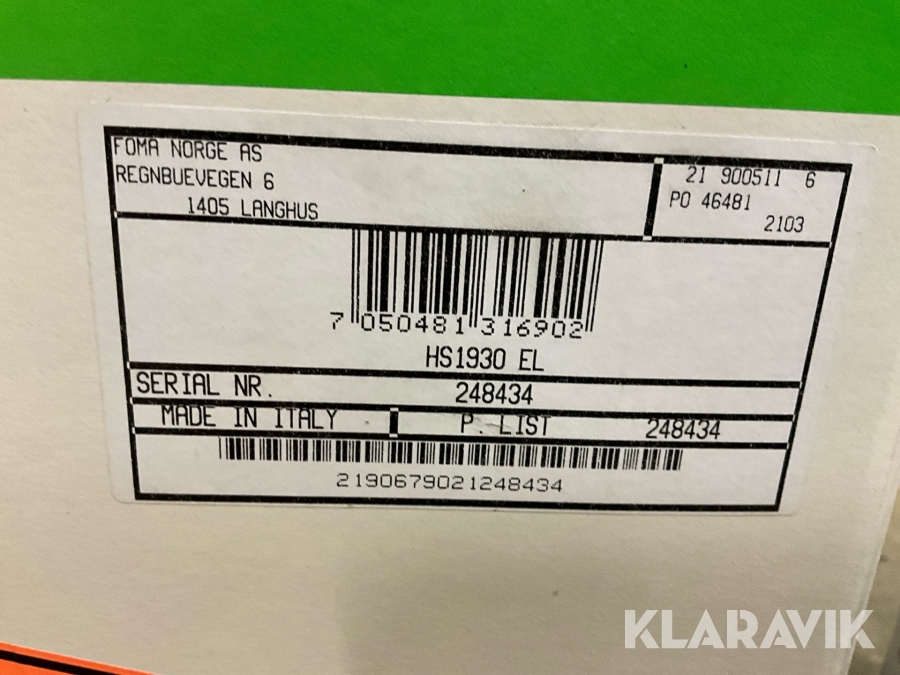 FOMA NORGE AS
REGNBUEVEGEN 6
1405 LANGHUS
21 900511 6
PO 46481
2103
7 050481 316902
HS1930 EL
SERIAL NR. 248434
MADE IN ITALY P. LIST 248434
2190679021248434
KLARAVIK